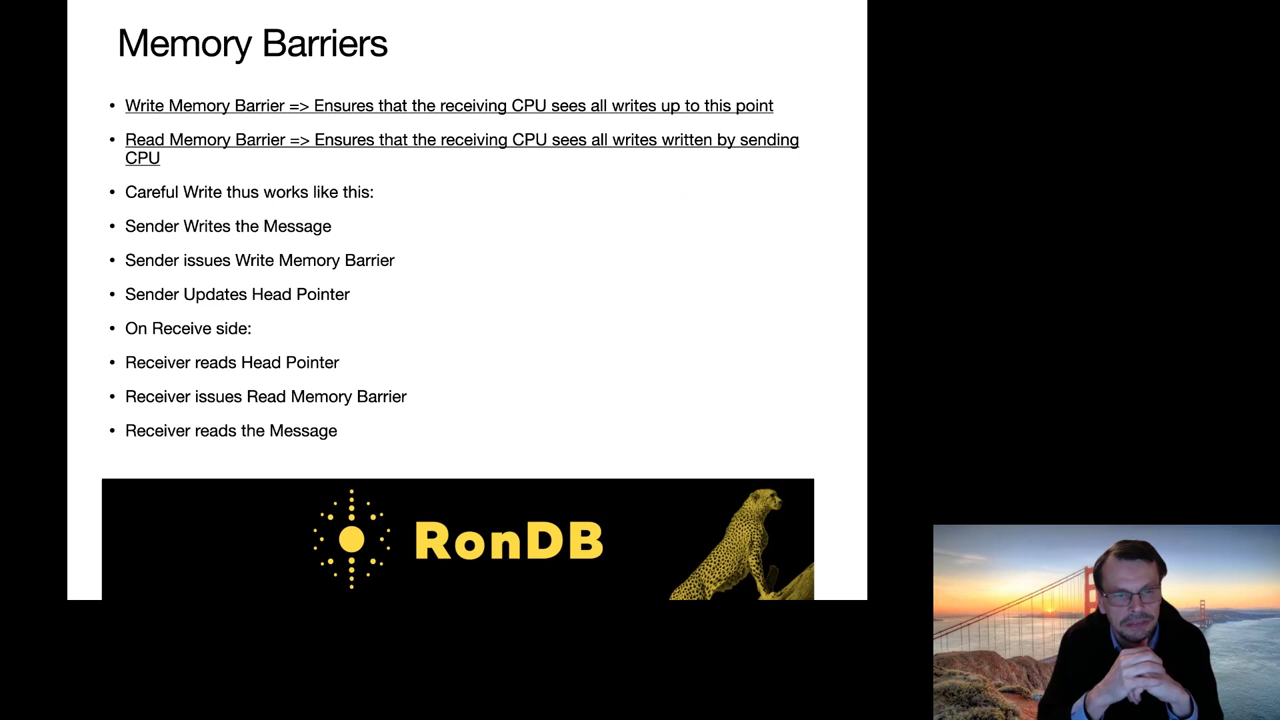 Memory Barriers
• Write Memory Barrier => Ensures that the receiving CPU sees all writes up to this point
• Read Memory Barrier => Ensures that the receiving CPU sees all writes written by sending
CPU
• Careful Write thus works like this:
• Sender Writes the Message
• Sender issues Write Memory Barrier
• Sender Updates Head Pointer
• On Receive side:
• Receiver reads Head Pointer
• Receiver issues Read Memory Barrier
• Receiver reads the Message
RonDB